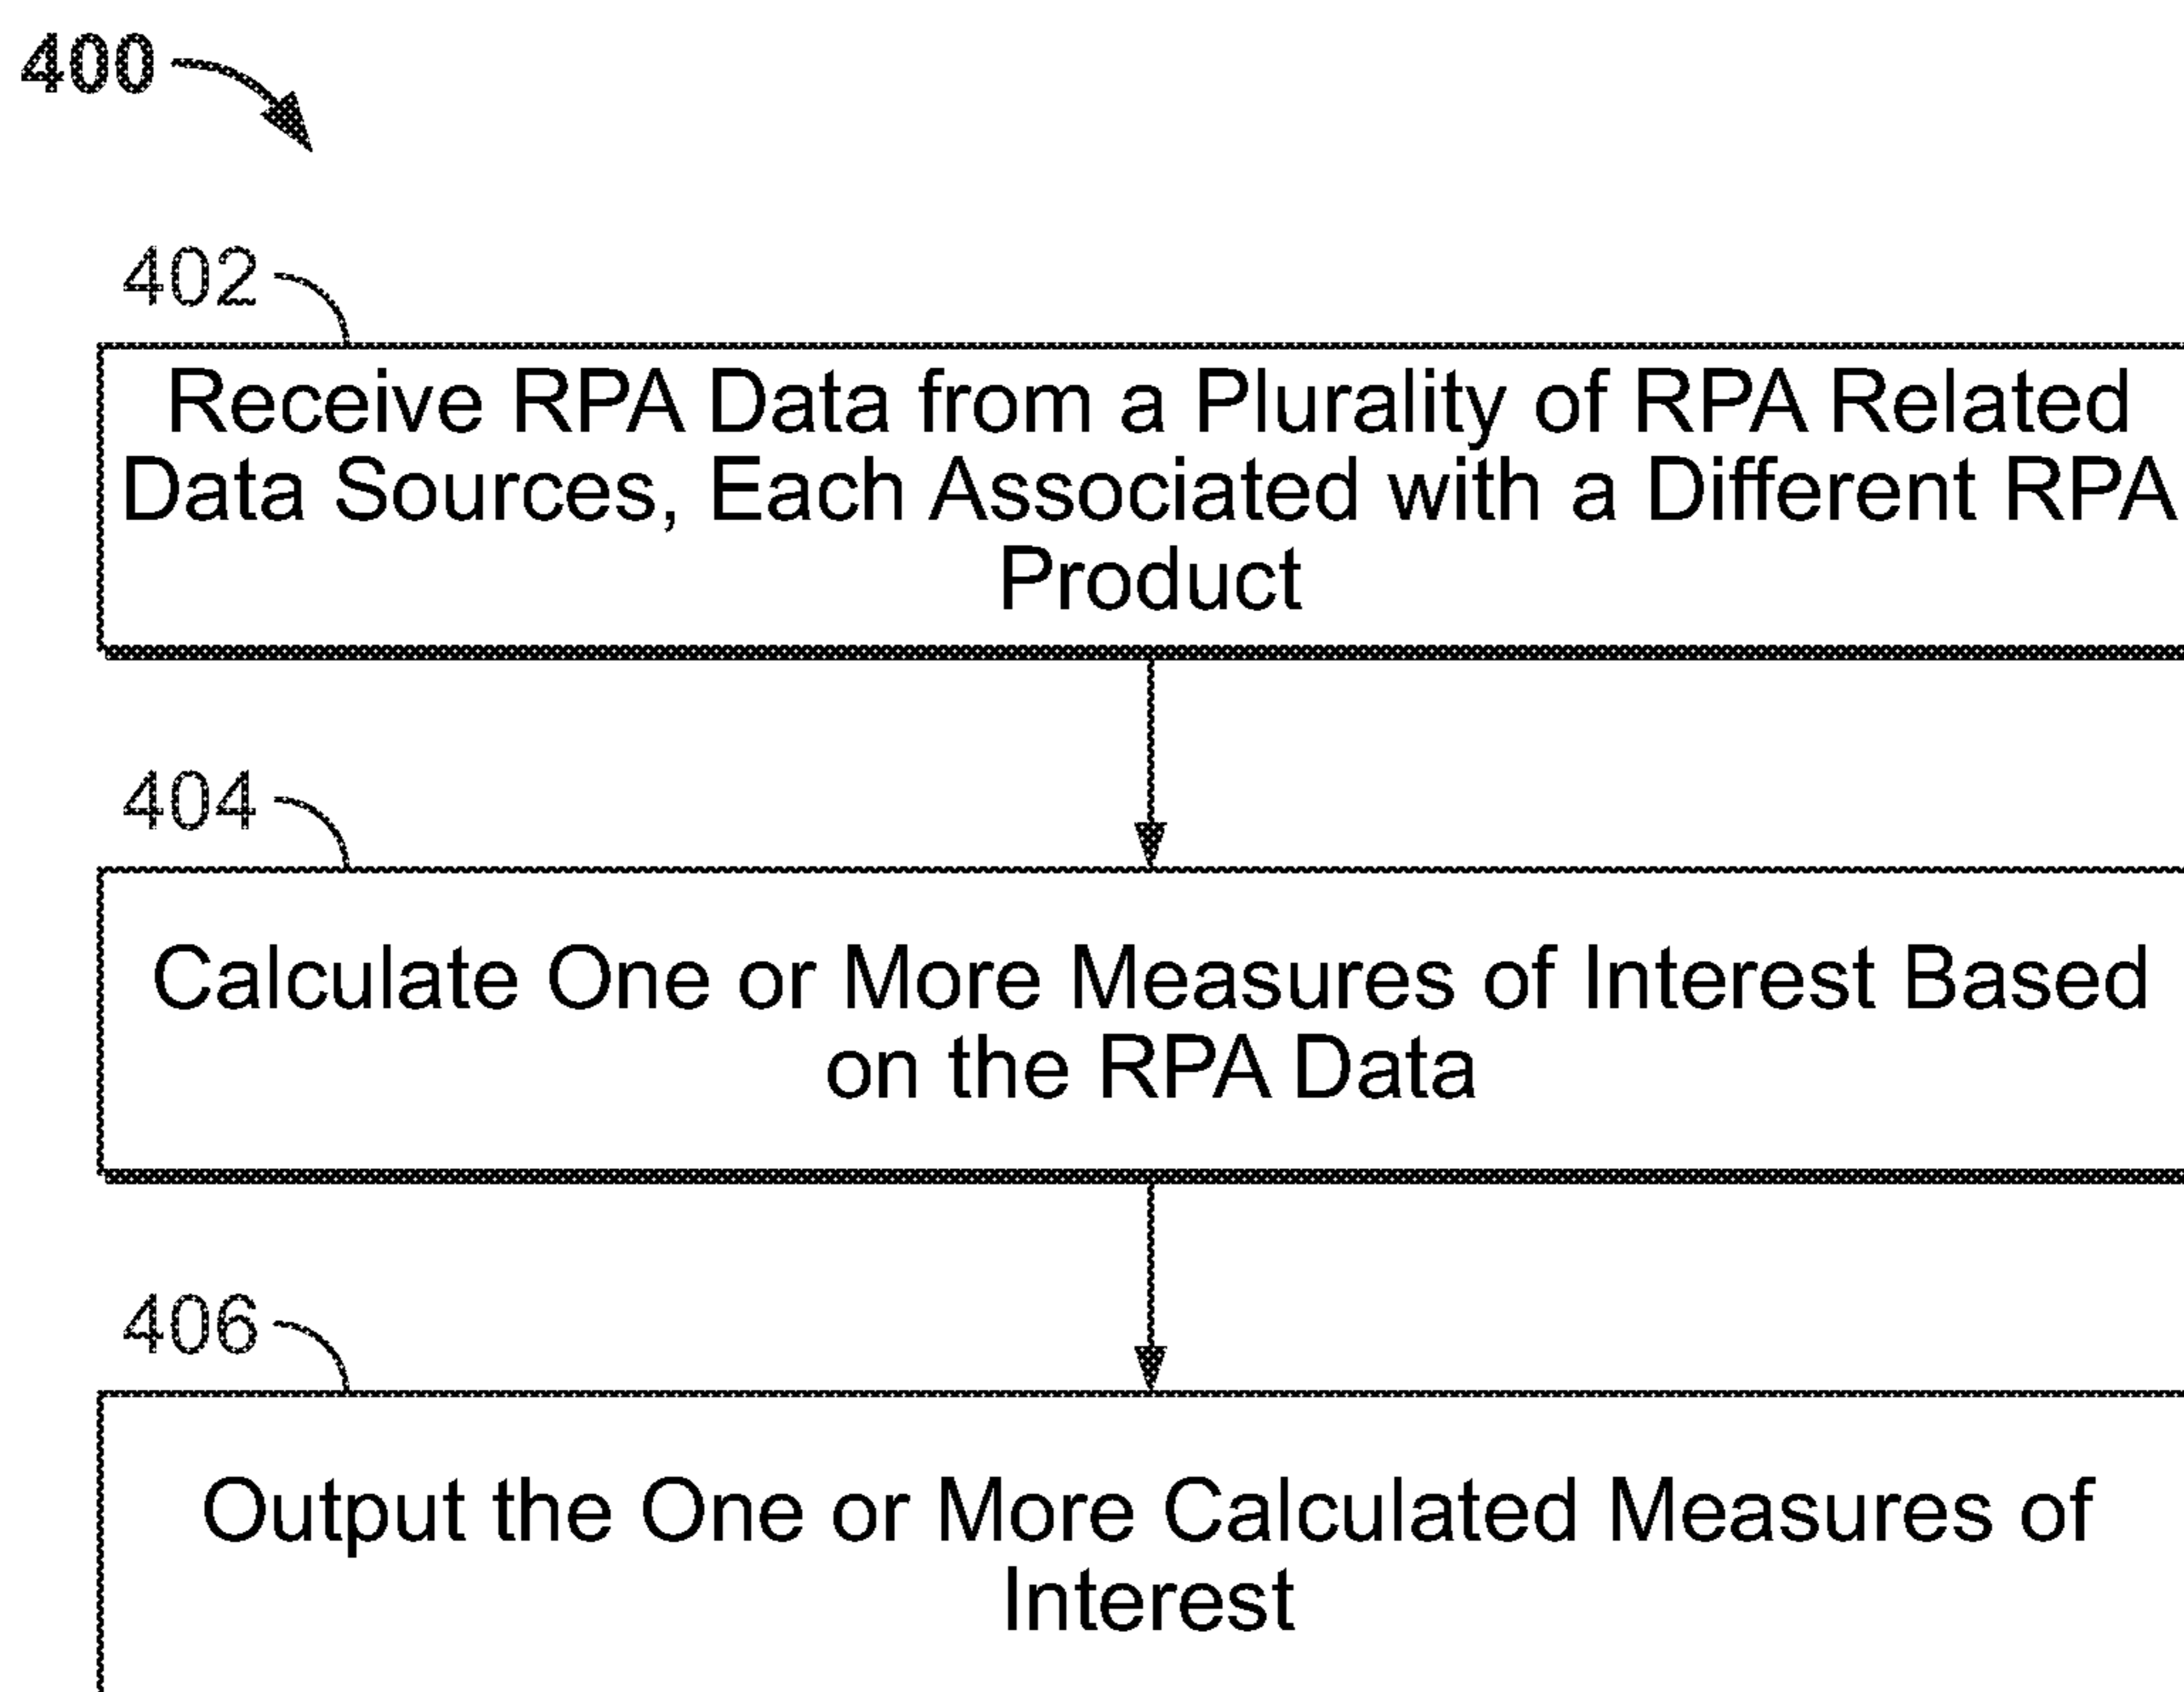 400
402
Receive RPA Data from a Plurality of RPA Related
Data Sources, Each Associated with a Different RPA
Product
404
Calculate One or More Measures of Interest Based
on the RPA Data
406
Output the One or More Calculated Measures of
Interest